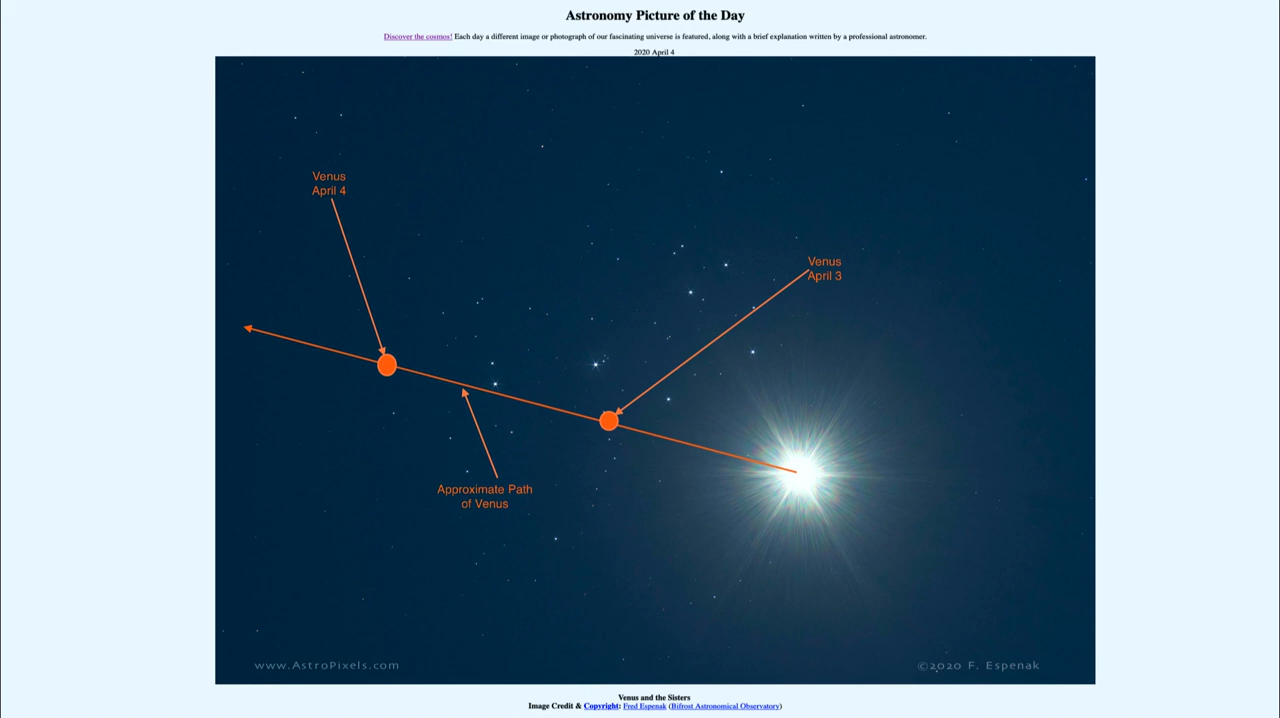 Astronomy Picture of the Day
Discover the cosmos! Each day a different image or photograph of our fascinating universe is featured, along with a brief explanation written by a professional astronomer.
2020 April 4
Venus
April 4
Venus
April 3
Approximate Path
of Venus
www.AstroPixels.com
©2020 F. Espenak
Venus and the Sisters
Image Credit & Copyright: Fred Espenak (Bifrost Astronomical Observatory)